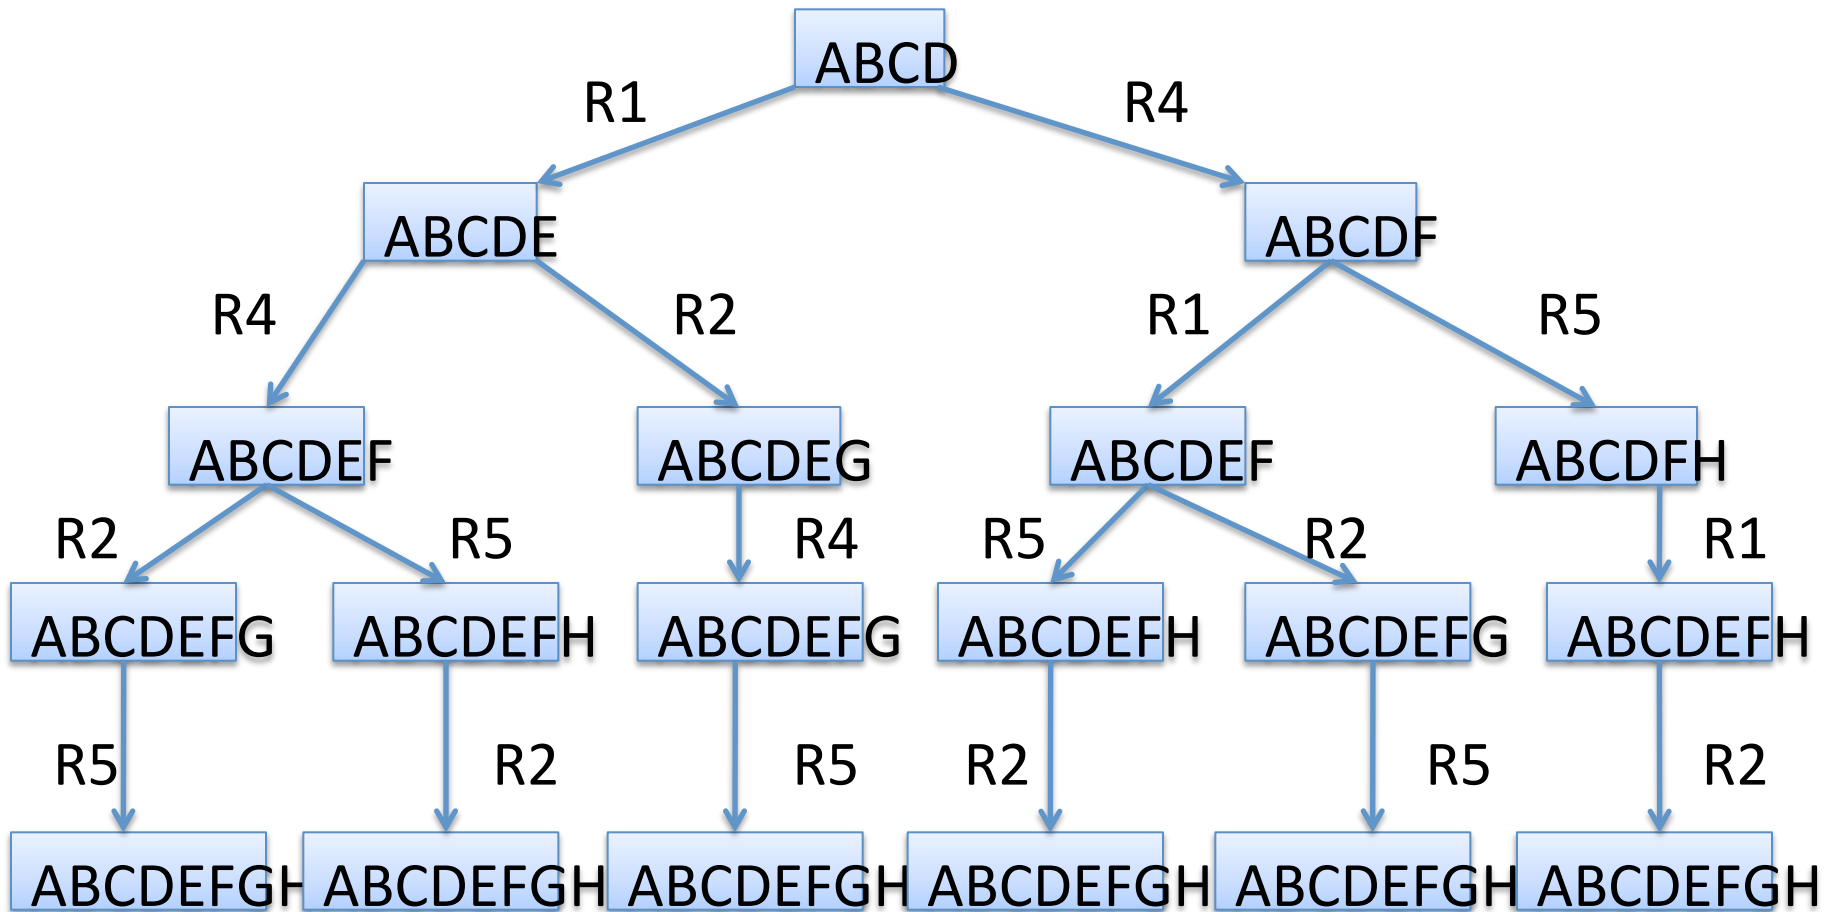 ABCD
R1 R4
ABCDE ABCDF
R4 R2 R1 R5
ABCDEF ABCDEG ABCDEF ABCDFH
R2 R5 R4 R5 R2 R1
ABCDEFG ABCDEFH ABCDEFG ABCDEFH ABCDEFG ABCDEFH
R5 R2 R5 R2 R5 R2
ABCDEFGH ABCDEFGH ABCDEFGH ABCDEFGH ABCDEFGH ABCDEFGH